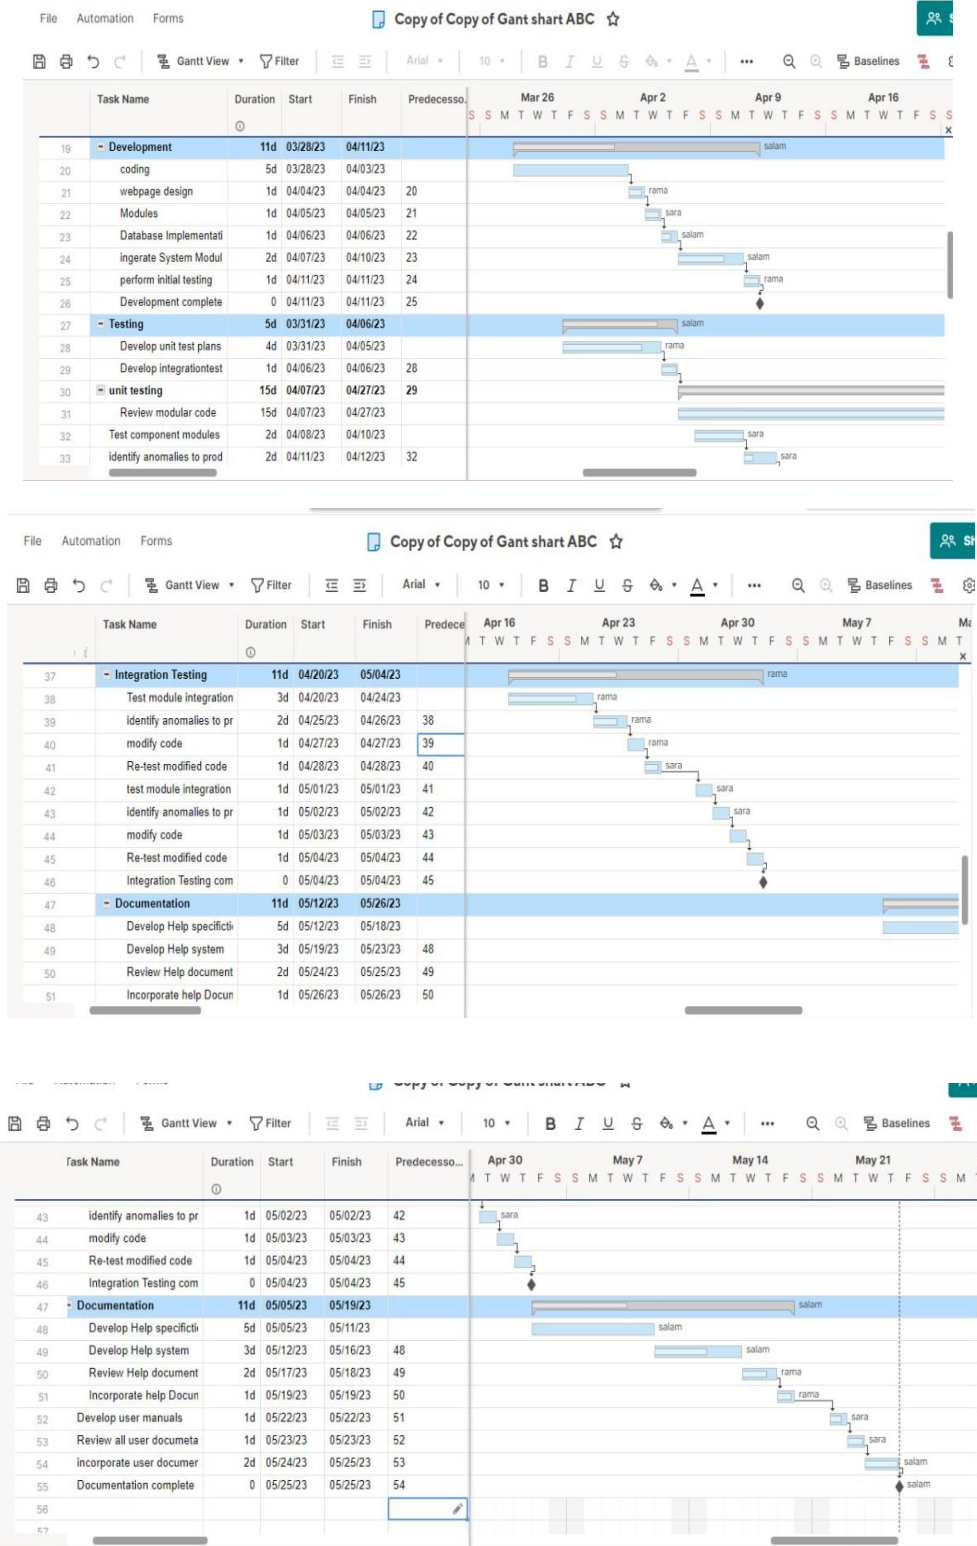 File Automation Forms Copy of Copy of Gant shart ABC
Gantt View Filter Arial 10 B I U S A ... Baselines
Task Name Duration Start Finish Predecesso... Mar 26 Apr 2 Apr 9 Apr 16
S S M T W T F S S M T W T F S S M T W T F S S M T W T F S S
19 Development 11d 03/28/23 04/11/23 salam
20 coding 5d 03/28/23 04/03/23
21 webpage design 1d 04/04/23 04/04/23 20 rama
22 Modules 1d 04/05/23 04/05/23 21 sara
23 Database Implementati 1d 04/06/23 04/06/23 22 salam
24 ingerate System Modul 2d 04/07/23 04/10/23 23 salam
25 perform initial testing 1d 04/11/23 04/11/23 24 rama
26 Development complete 0 04/11/23 04/11/23 25
27 Testing 5d 03/31/23 04/06/23 salam
28 Develop unit test plans 4d 03/31/23 04/05/23 rama
29 Develop integrationtest 1d 04/06/23 04/06/23 28
30 unit testing 15d 04/07/23 04/27/23 29
31 Review modular code 15d 04/07/23 04/27/23
32 Test component modules 2d 04/08/23 04/10/23 sara
33 identify anomalies to prod 2d 04/11/23 04/12/23 32 sara
File Automation Forms Copy of Copy of Gant shart ABC Sh
Gantt View Filter Arial 10 B I U S A ... Baselines
Task Name Duration Start Finish Predece Apr 16 Apr 23 Apr 30 May 7 Ma
M T W T F S S M T W T F S S M T W T F S S M T W T F S S M T
37 Integration Testing 11d 04/20/23 05/04/23 rama
38 Test module integration 3d 04/20/23 04/24/23 rama
39 identify anomalies to pr 2d 04/25/23 04/26/23 38 rama
40 modify code 1d 04/27/23 04/27/23 39 rama
41 Re-test modified code 1d 04/28/23 04/28/23 40 sara
42 test module integration 1d 05/01/23 05/01/23 41 sara
43 identify anomalies to pr 1d 05/02/23 05/02/23 42 sara
44 modify code 1d 05/03/23 05/03/23 43
45 Re-test modified code 1d 05/04/23 05/04/23 44
46 Integration Testing com 0 05/04/23 05/04/23 45
47 Documentation 11d 05/12/23 05/26/23
48 Develop Help specificti 5d 05/12/23 05/18/23
49 Develop Help system 3d 05/19/23 05/23/23 48
50 Review Help document 2d 05/24/23 05/25/23 49
51 Incorporate help Docun 1d 05/26/23 05/26/23 50
Copy of Copy of Gant shart ABC
Gantt View Filter Arial 10 B I U S A ... Baselines
Task Name Duration Start Finish Predecesso... Apr 30 May 7 May 14 May 21
M T W T F S S M T W T F S S M T W T F S S M T W T F S S M
43 identify anomalies to pr 1d 05/02/23 05/02/23 42 sara
44 modify code 1d 05/03/23 05/03/23 43
45 Re-test modified code 1d 05/04/23 05/04/23 44
46 Integration Testing com 0 05/04/23 05/04/23 45
47 Documentation 11d 05/05/23 05/19/23 salam
48 Develop Help specificti 5d 05/05/23 05/11/23 salam
49 Develop Help system 3d 05/12/23 05/16/23 48 salam
50 Review Help document 2d 05/17/23 05/18/23 49 rama
51 Incorporate help Docun 1d 05/19/23 05/19/23 50 rama
52 Develop user manuals 1d 05/22/23 05/22/23 51 sara
53 Review all user documeta 1d 05/23/23 05/23/23 52 sara
54 incorporate user documer 2d 05/24/23 05/25/23 53 salam
55 Documentation complete 0 05/25/23 05/25/23 54 salam
56
57